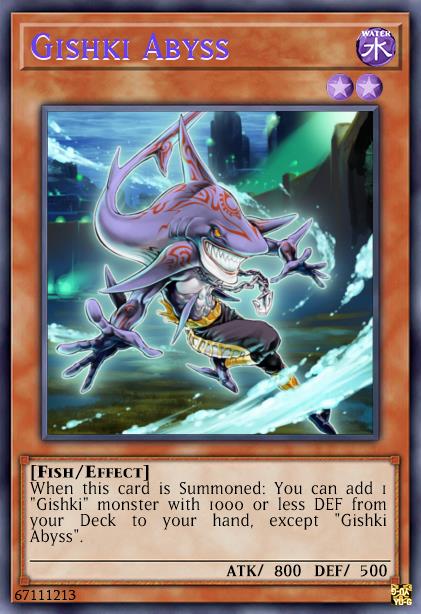 Gishki Abyss
WATER
水
[Fish/Effect]
When this card is Summoned: You can add 1
"Gishki" monster with 1000 or less DEF from
your Deck to your hand, except "Gishki
Abyss".
ATK/ 800 DEF/ 500
67111213